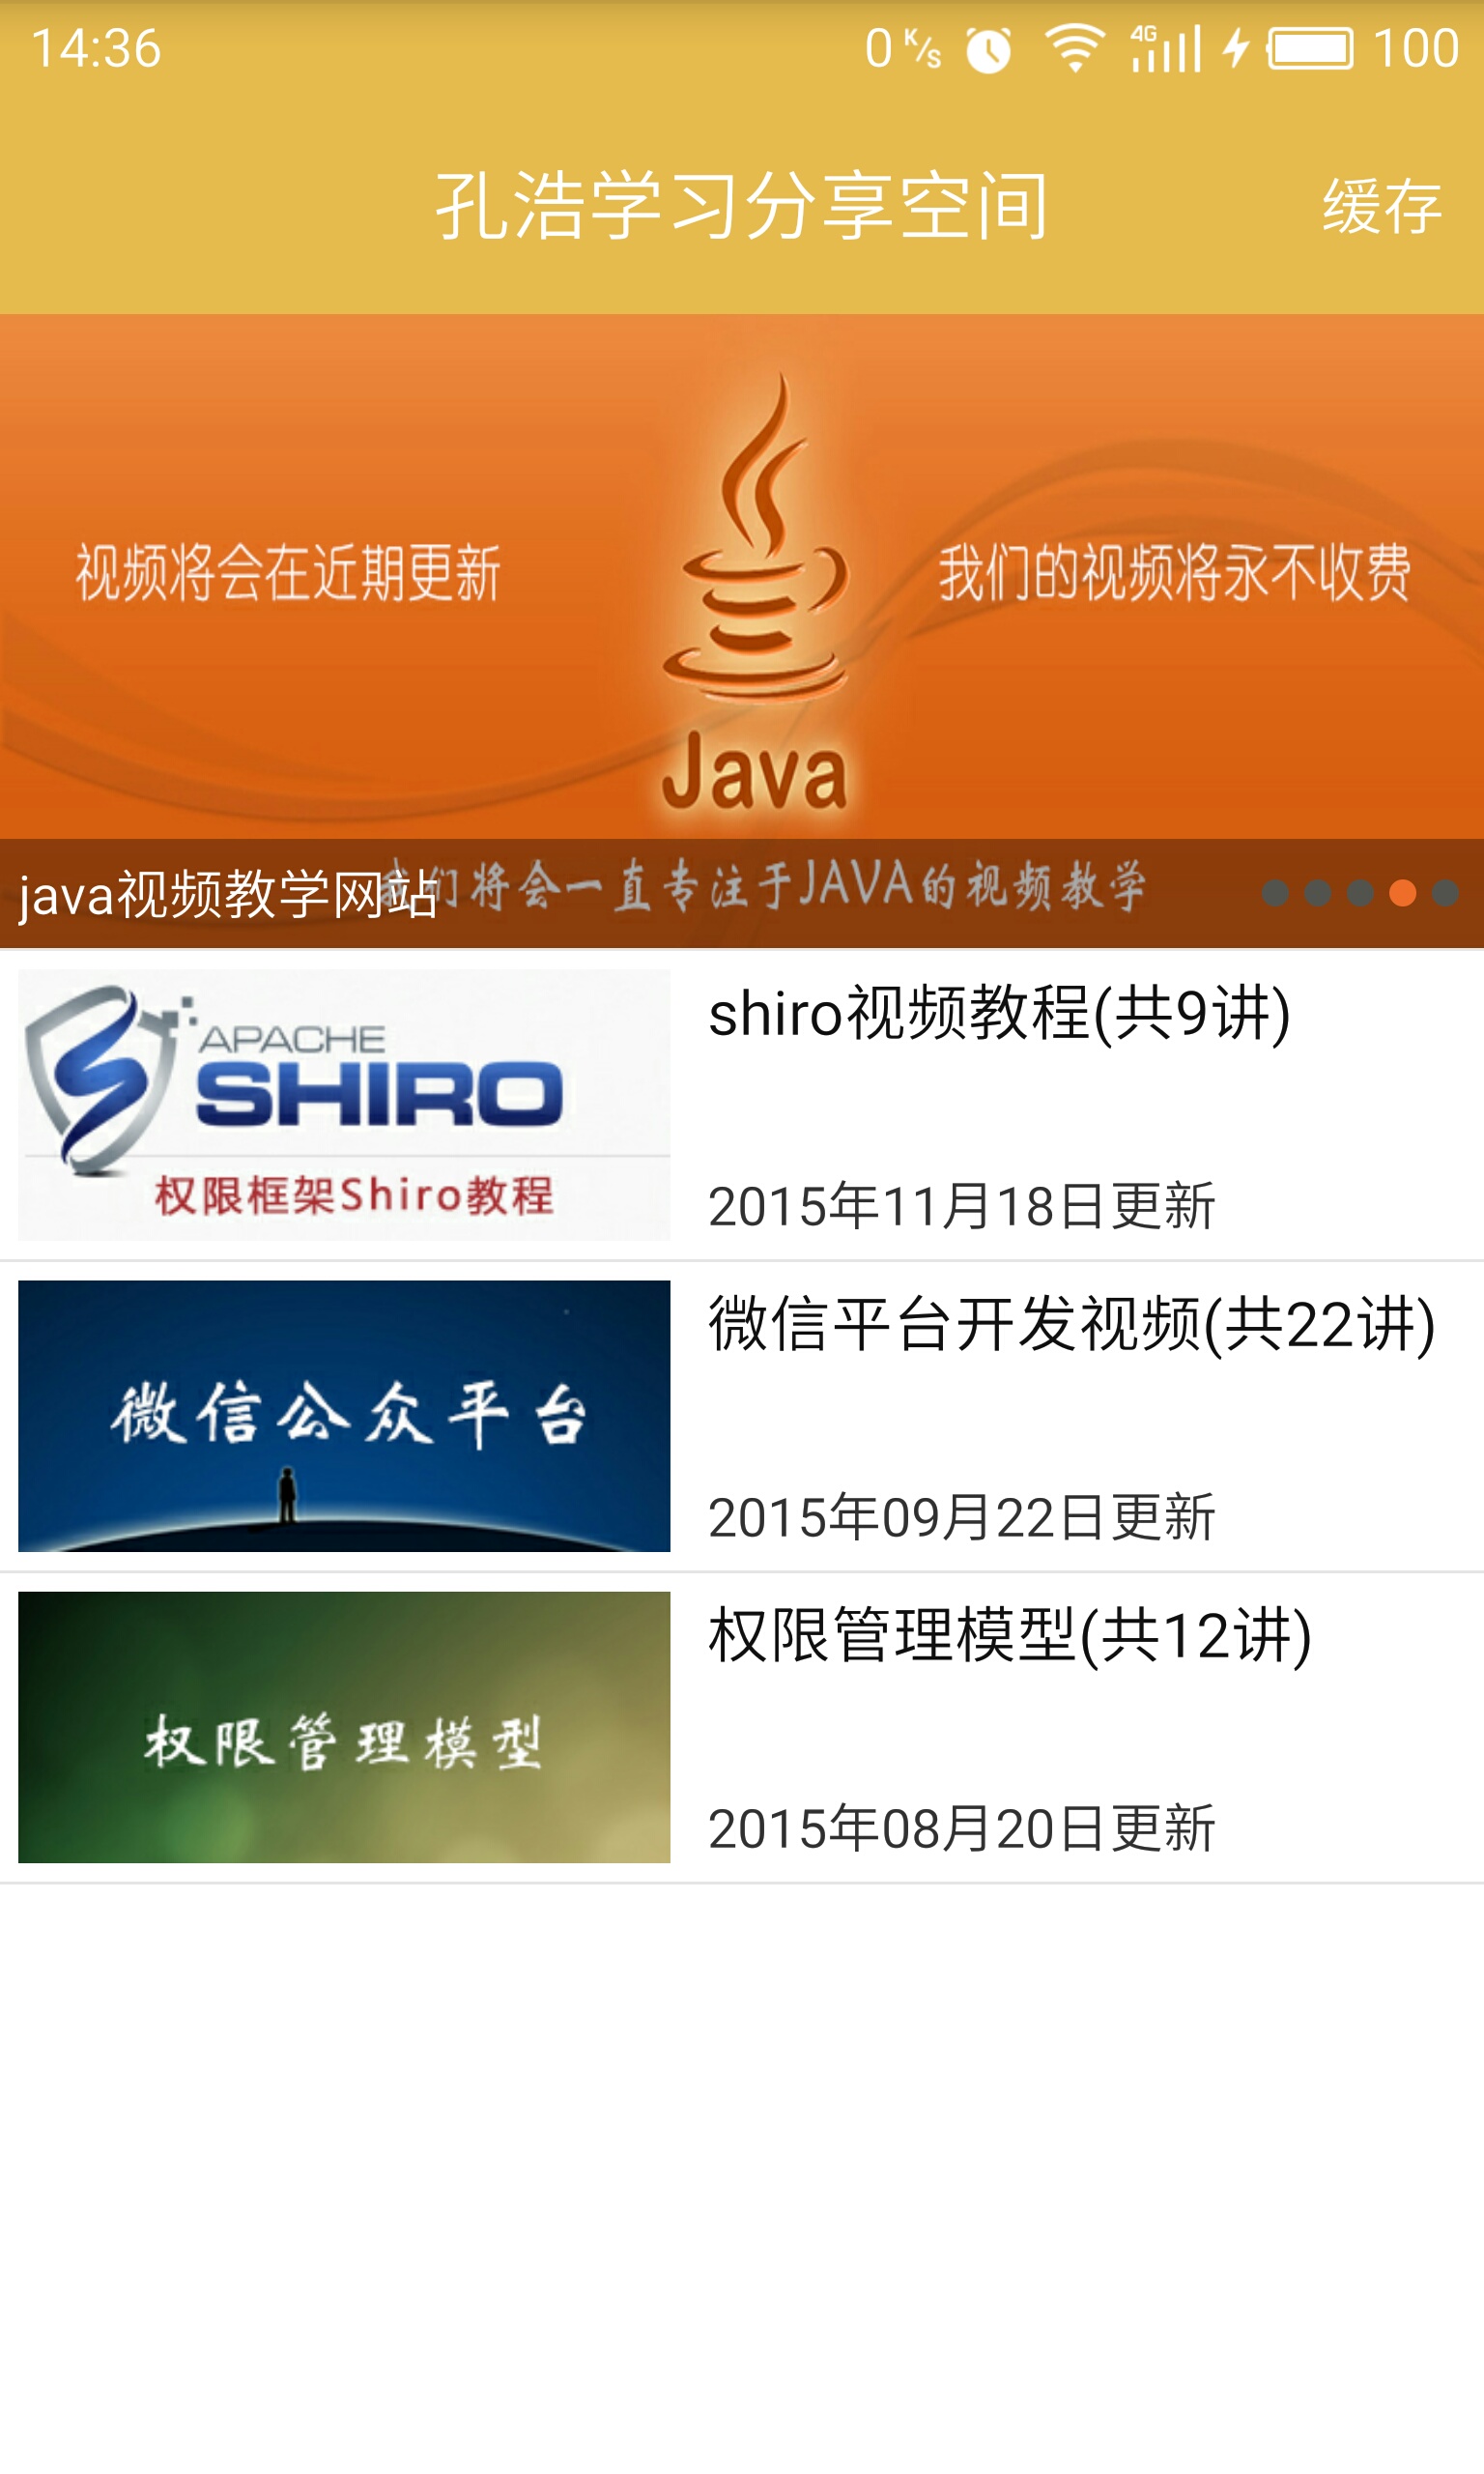 14:36
0 K/s
4G
100
孔浩学习分享空间
缓存
视频将会在近期更新
我们的视频将永不收费
Java
java视频教学网站
我们将会一直专注于JAVA的视频教学
APACHE
SHIRO
权限框架Shiro教程
shiro视频教程(共9讲)
2015年11月18日更新
微信公众平台
微信平台开发视频(共22讲)
2015年09月22日更新
权限管理模型
权限管理模型(共12讲)
2015年08月20日更新